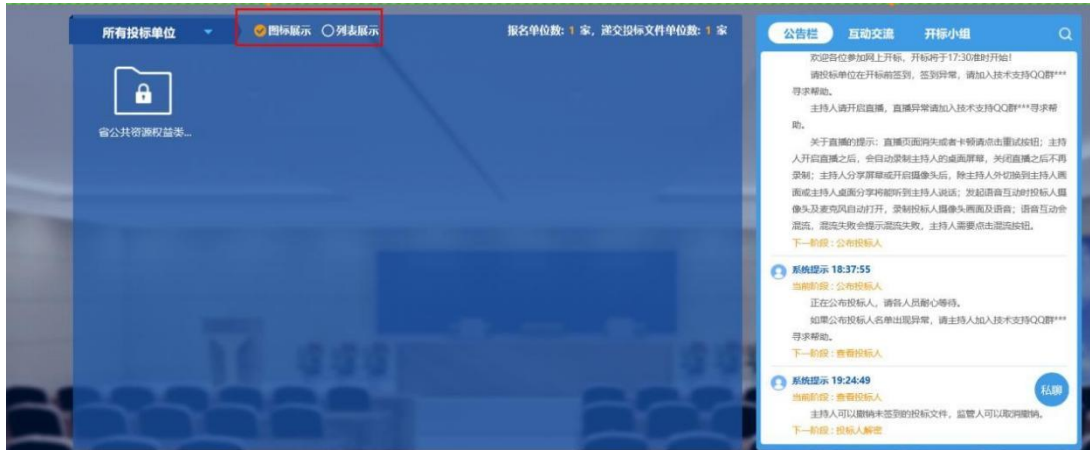 所有投标单位
图标展示 列表展示
报名单位数: 1 家, 递交投标文件单位数: 1 家
省公共资源权益类...
公告栏 互动交流 开标小组
欢迎各位参加网上开标，开标将于17:30准时开始！
请投标单位在开标前签到，签到异常，请加入技术支持QQ群***
寻求帮助。
主持人请开启直播，直播异常请加入技术支持QQ群***寻求帮
助。
关于直播的提示：直播页面消失或者卡顿请点击重试按钮；主持
人开启直播之后，会自动录制主持人的桌面屏幕，关闭直播之后不再
录制；主持人分享屏幕或开启摄像头后，除主持人外切换到主持人画
面或主持人桌面分享将能听到主持人说话；发起语音互动时投标人摄
像头及麦克风自动打开，录制投标人摄像头画面及语音；语音互动会
混流，混流失败会提示混流失败，主持人需要点击混流按钮。
下一阶段：公布投标人
系统提示 18:37:55
当前阶段：公布投标人
正在公布投标人，请各人员耐心等待。
如果公布投标人名单出现异常，请主持人加入技术支持QQ群***
寻求帮助。
下一阶段：查看投标人
系统提示 19:24:49
当前阶段：查看投标人
主持人可以撤销未签到的投标文件，监管人可以取消撤销。
下一阶段：投标人解密
私聊